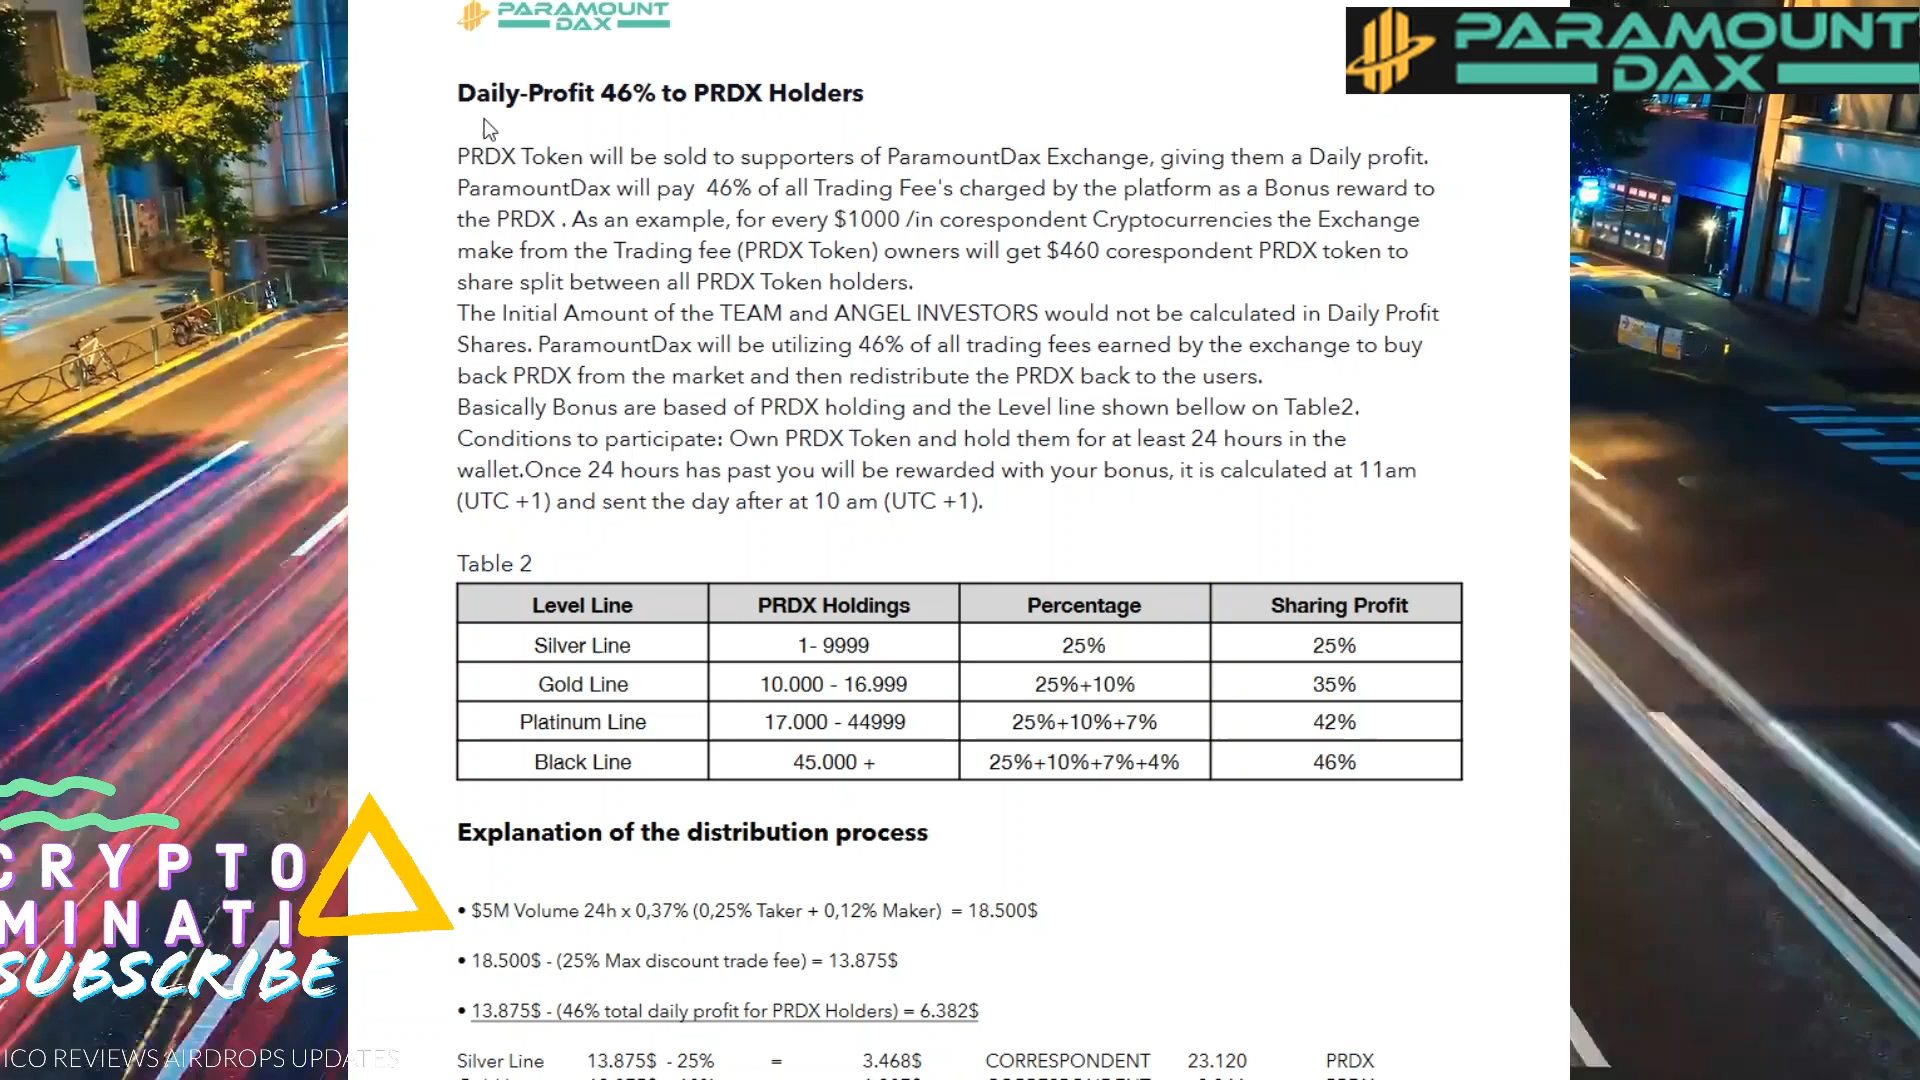 PARAMOUNT
DAX
PARAMOUNT
DAX
Daily-Profit 46% to PRDX Holders
PRDX Token will be sold to supporters of ParamountDax Exchange, giving them a Daily profit.
ParamountDax will pay 46% of all Trading Fee's charged by the platform as a Bonus reward to
the PRDX . As an example, for every $1000 /in corespondent Cryptocurrencies the Exchange
make from the Trading fee (PRDX Token) owners will get $460 corespondent PRDX token to
share split between all PRDX Token holders.
The Initial Amount of the TEAM and ANGEL INVESTORS would not be calculated in Daily Profit
Shares. ParamountDax will be utilizing 46% of all trading fees earned by the exchange to buy
back PRDX from the market and then redistribute the PRDX back to the users.
Basically Bonus are based of PRDX holding and the Level line shown bellow on Table2.
Conditions to participate: Own PRDX Token and hold them for at least 24 hours in the
wallet.Once 24 hours has past you will be rewarded with your bonus, it is calculated at 11am
(UTC +1) and sent the day after at 10 am (UTC +1).
Table 2
Level Line PRDX Holdings Percentage Sharing Profit
Silver Line 1- 9999 25% 25%
Gold Line 10.000 - 16.999 25%+10% 35%
Platinum Line 17.000 - 44999 25%+10%+7% 42%
Black Line 45.000 + 25%+10%+7%+4% 46%
Explanation of the distribution process
• $5M Volume 24h x 0,37% (0,25% Taker + 0,12% Maker) = 18.500$
• 18.500$ - (25% Max discount trade fee) = 13.875$
• 13.875$ - (46% total daily profit for PRDX Holders) = 6.382$
Silver Line 13.875$ - 25% = 3.468$ CORRESPONDENT 23.120 PRDX
CRYPTO
MINATI
SUBSCRIBE
ICO REVIEWS AIRDROPS UPDATES